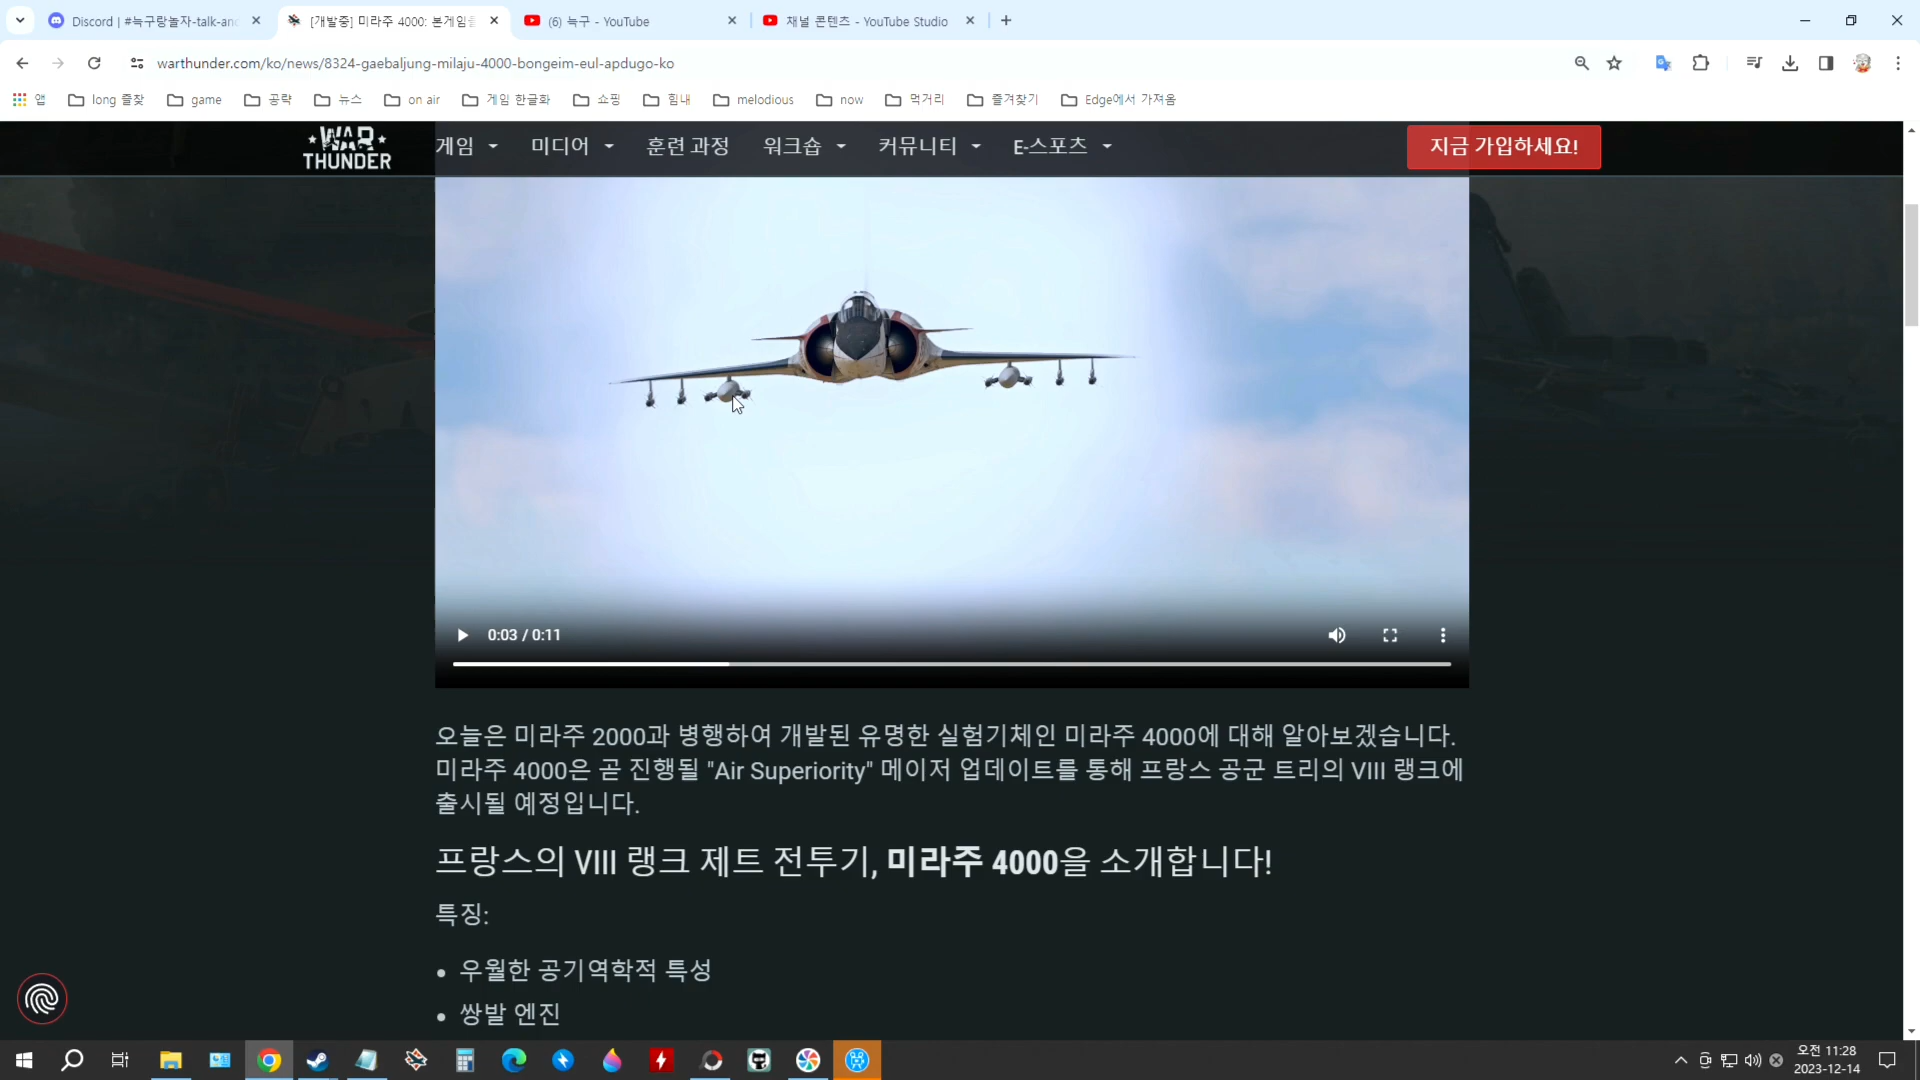 Discord | #늑구랑놀자-talk-and
[개발중] 미라주 4000: 본게임을
(6) 늑구 - YouTube
채널 콘텐츠 - YouTube Studio
warthunder.com/ko/news/8324-gaebaljung-milaju-4000-bongeim-eul-apdugo-ko
앱 long 즐찾 game 공략 뉴스 on air 게임 한글화 쇼핑 힘내 melodious now 먹거리 즐겨찾기 Edge에서 가져옴
WAR
THUNDER
게임 미디어 훈련 과정 워크숍 커뮤니티 E-스포츠 지금 가입하세요!
0:03 / 0:11
오늘은 미라주 2000과 병행하여 개발된 유명한 실험기체인 미라주 4000에 대해 알아보겠습니다.
미라주 4000은 곧 진행될 "Air Superiority" 메이저 업데이트를 통해 프랑스 공군 트리의 VIII 랭크에
출시될 예정입니다.
프랑스의 VIII 랭크 제트 전투기, 미라주 4000을 소개합니다!
특징:
• 우월한 공기역학적 특성
• 쌍발 엔진
오전 11:28
2023-12-14